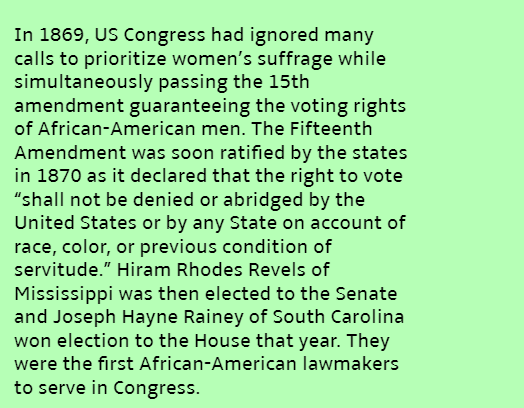 In 1869, US Congress had ignored many
calls to prioritize women’s suffrage while
simultaneously passing the 15th
amendment guaranteeing the voting rights
of African-American men. The Fifteenth
Amendment was soon ratified by the states
in 1870 as it declared that the right to vote
“shall not be denied or abridged by the
United States or by any State on account of
race, color, or previous condition of
servitude.” Hiram Rhodes Revels of
Mississippi was then elected to the Senate
and Joseph Hayne Rainey of South Carolina
won election to the House that year. They
were the first African-American lawmakers
to serve in Congress.